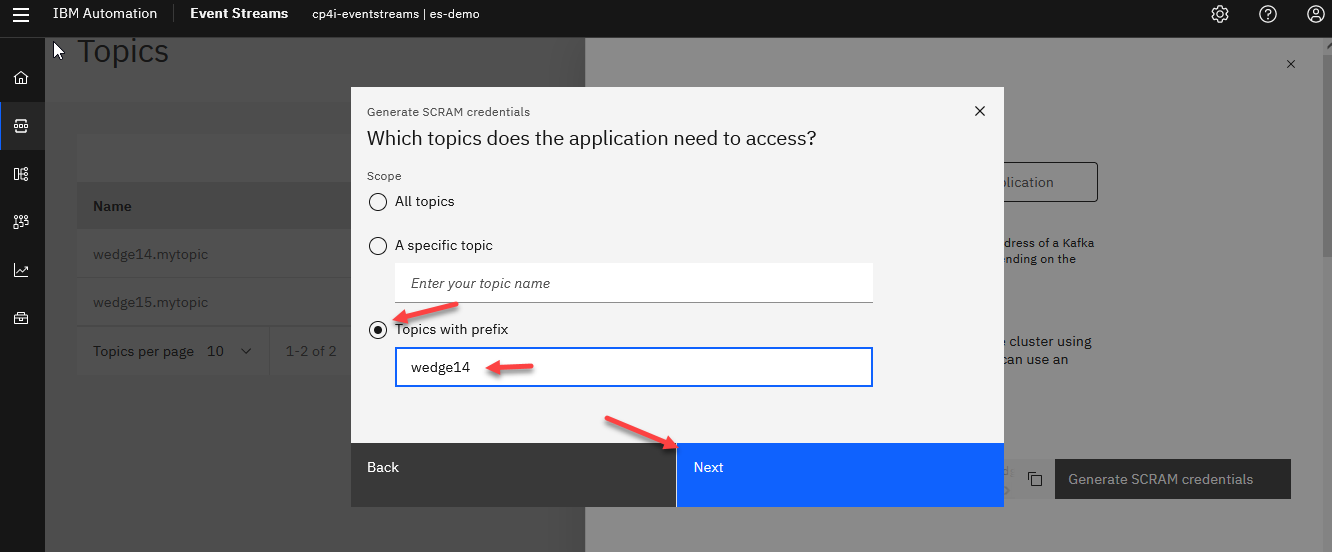 IBM Automation Event Streams cp4i-eventstreams | es-demo
Topics
Name
wedge14.mytopic
wedge15.mytopic
Topics per page 10 1-2 of 2
Generate SCRAM credentials
Which topics does the application need to access?
Scope
All topics
A specific topic
Enter your topic name
Topics with prefix
wedge14
Back
Next
dress of a Kafka
nding on the
cluster using
can use an
Generate SCRAM credentials